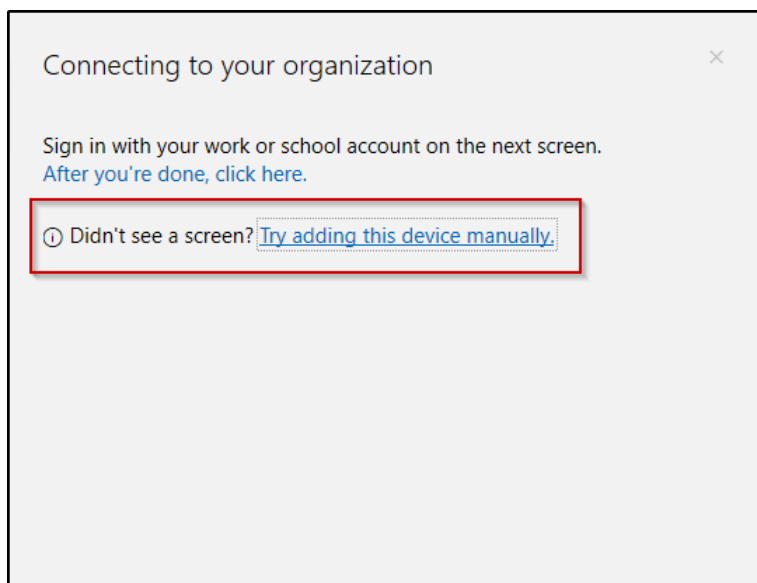 Connecting to your organization
Sign in with your work or school account on the next screen.
After you're done, click here.
Didn't see a screen? Try adding this device manually.